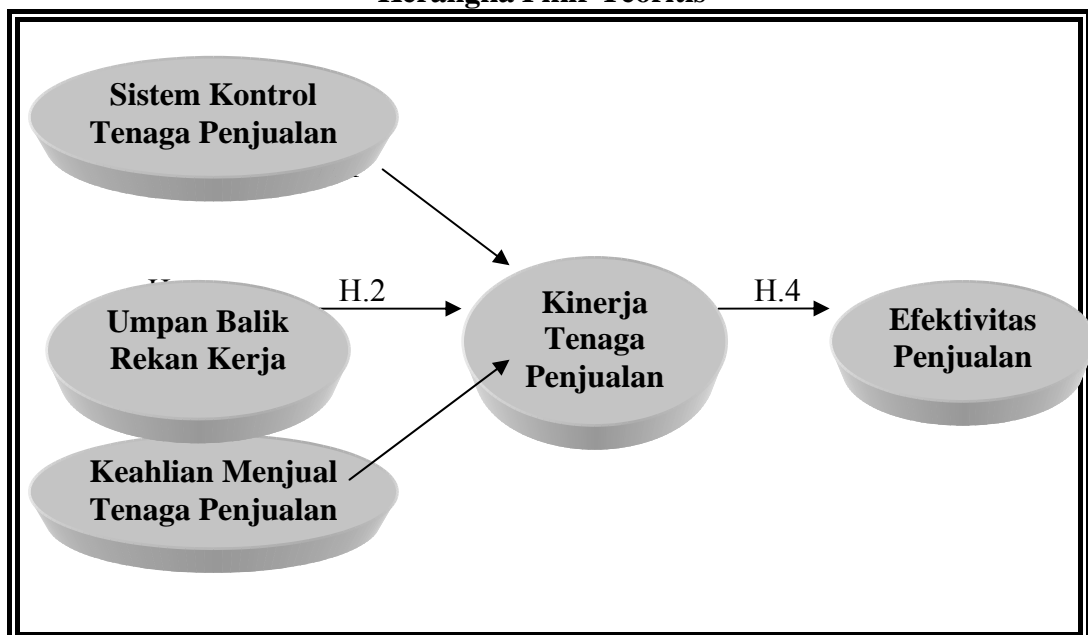 Sistem Kontrol
Tenaga Penjualan
H.2
H.4
Umpan Balik
Rekan Kerja
Kinerja
Tenaga
Penjualan
Efektivitas
Penjualan
Keahlian Menjual
Tenaga Penjualan